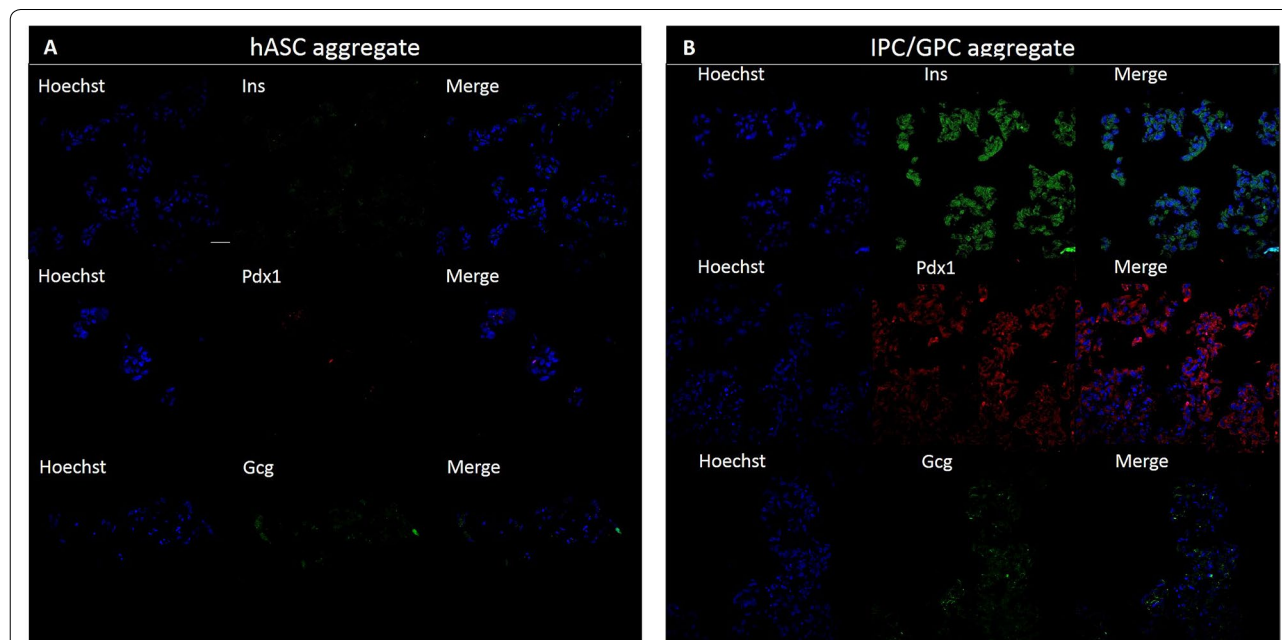 A hASC aggregate
Hoechst Ins Merge
Hoechst Pdx1 Merge
Hoechst Gcg Merge
B IPC/GPC aggregate
Hoechst Ins Merge
Hoechst Pdx1 Merge
Hoechst Gcg Merge